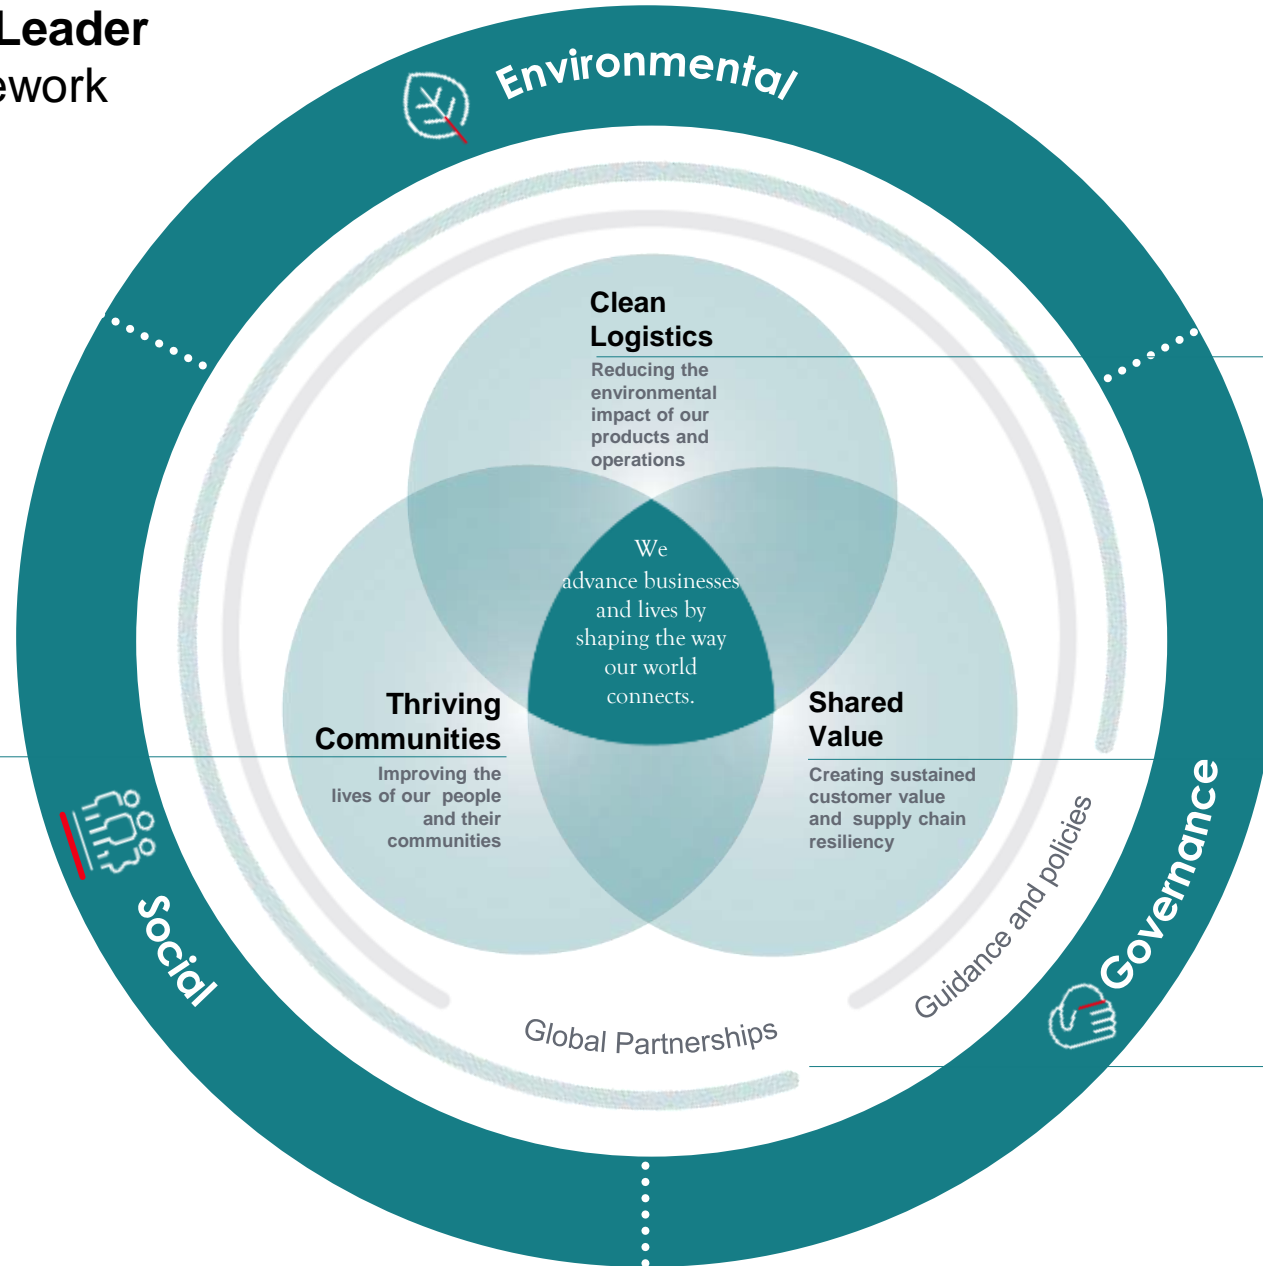 Leader
ework
Environmental
Clean
Logistics
Reducing the
environmental
impact of our
products and
operations
We
advance businesses
and lives by
shaping the way
our world
connects.
Thriving
Communities
Improving the
lives of our people
and their
communities
Shared
Value
Creating sustained
customer value
and supply chain
resiliency
Guidance and policies
Governance
Social
Global Partnerships